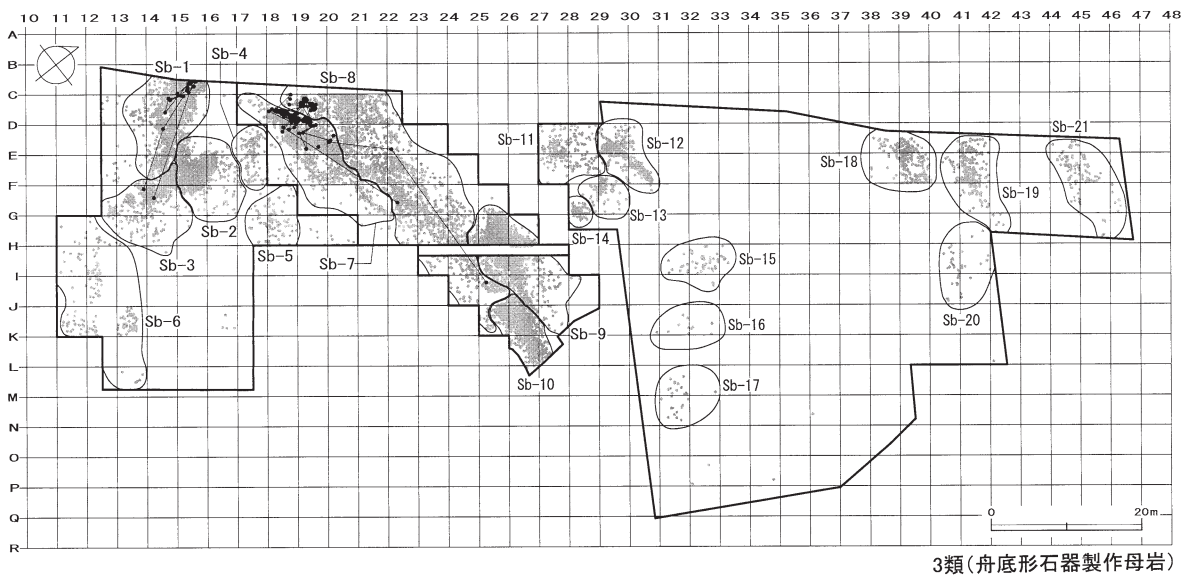 10 11 12 13 14 15 16 17 18 19 20 21 22 23 24 25 26 27 28 29 30 31 32 33 34 35 36 37 38 39 40 41 42 43 44 45 46 47 48
A
B
C
D
E
F
G
H
I
J
K
L
M
N
O
P
Q
R
Sb-4
Sb-1
Sb-8
Sb-11
Sb-12
Sb-18
Sb-21
Sb-19
Sb-13
Sb-2
Sb-14
Sb-5
Sb-3
Sb-7
Sb-15
Sb-6
Sb-16
Sb-20
Sb-9
Sb-10
Sb-17
0 20m
3類(舟底形石器製作母岩)